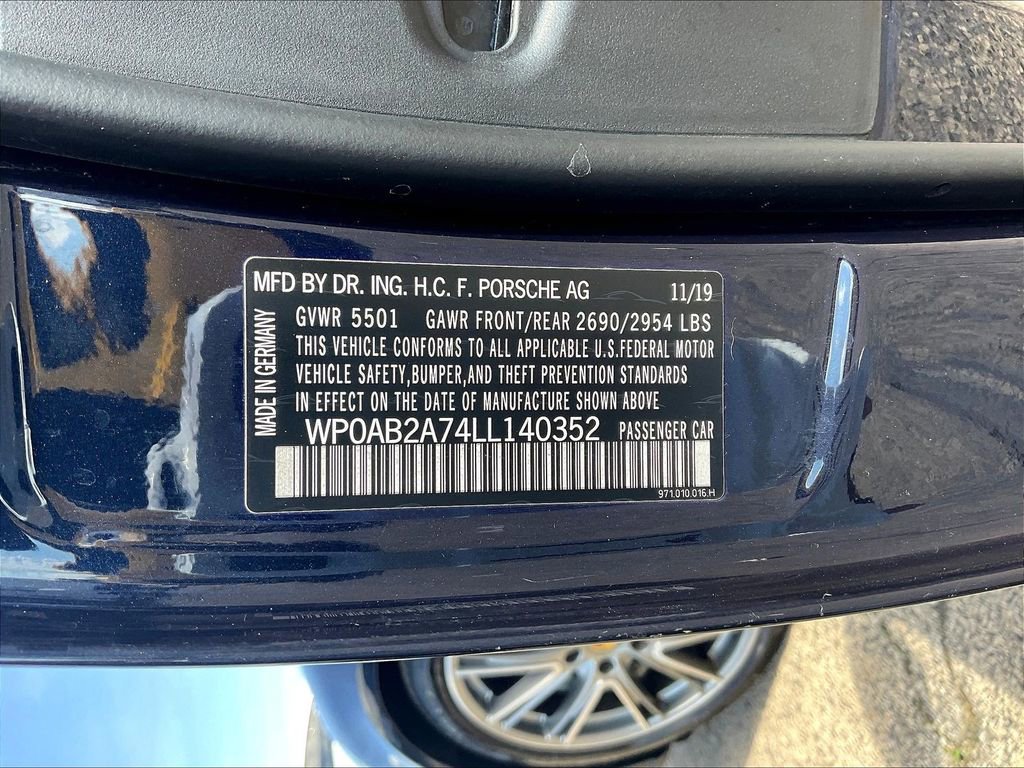 MFD BY DR. ING. H.C. F. PORSCHE AG 11/19
GVWR 5501 GAWR FRONT/REAR 2690/2954 LBS
THIS VEHICLE CONFORMS TO ALL APPLICABLE U.S.FEDERAL MOTOR
VEHICLE SAFETY,BUMPER,AND THEFT PREVENTION STANDARDS
IN EFFECT ON THE DATE OF MANUFACTURE SHOWN ABOVE
MADE IN GERMANY
WP0AB2A74LL140352 PASSENGER CAR
971.010.016.H